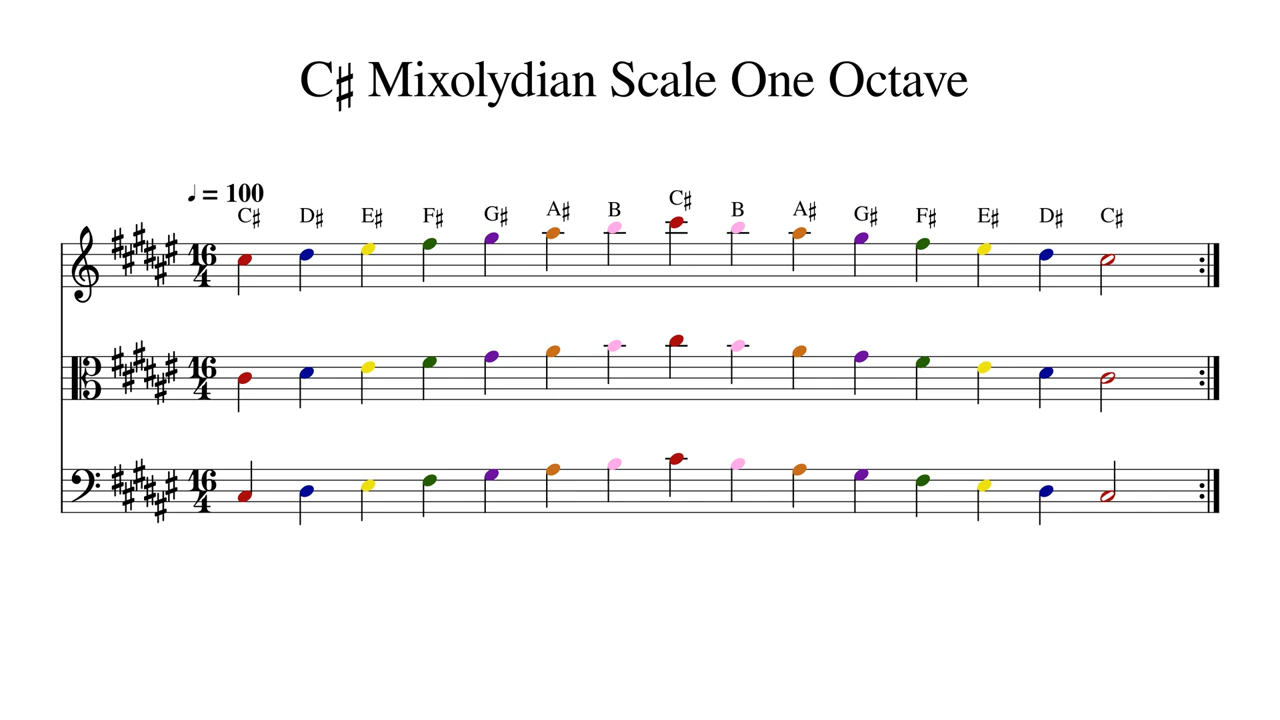 C♯ Mixolydian Scale One Octave
♩ = 100
C♯ D♯ E♯ F♯ G♯ A♯ B C♯ B A♯ G♯ F♯ E♯ D♯ C♯
16
4
16
4
16
4